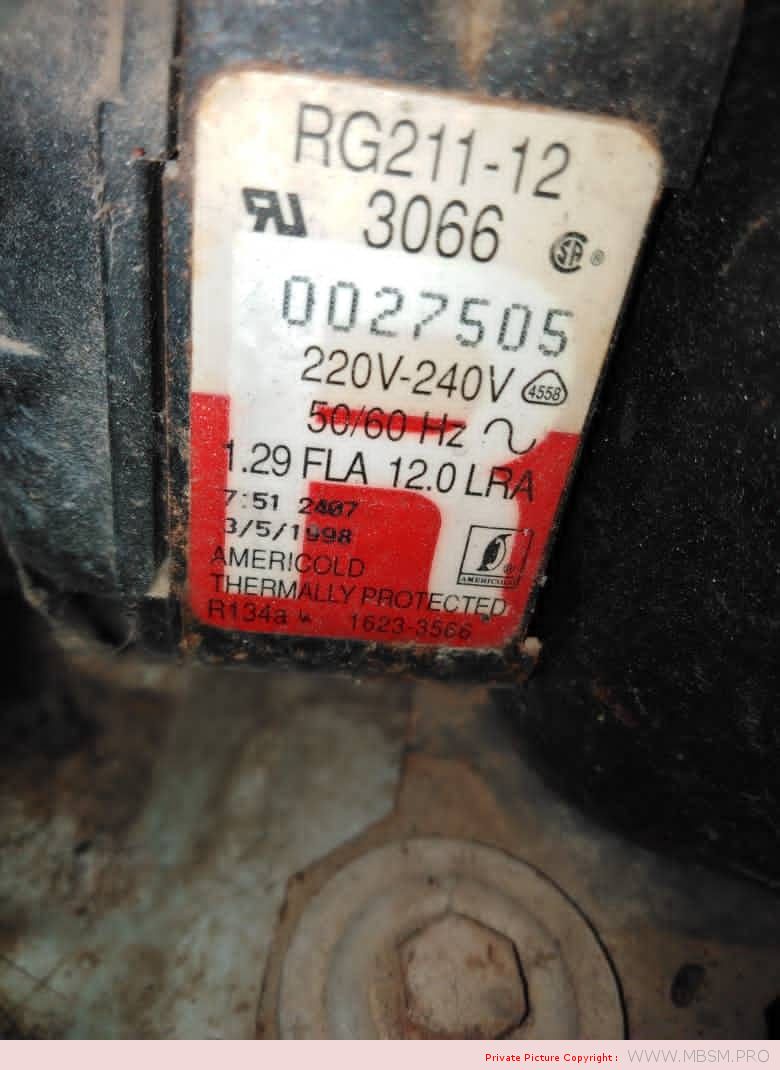 RG211-12
3066
0027505
220V-240V 4558
50/60 Hz
1.29 FLA 12.0 LRA
7:51 2407
3/5/1998
AMERICOLD
AMERICOLD
THERMALLY PROTECTED
R134a 1623-3566
Private Picture Copyright : WWW.MBSM.PRO